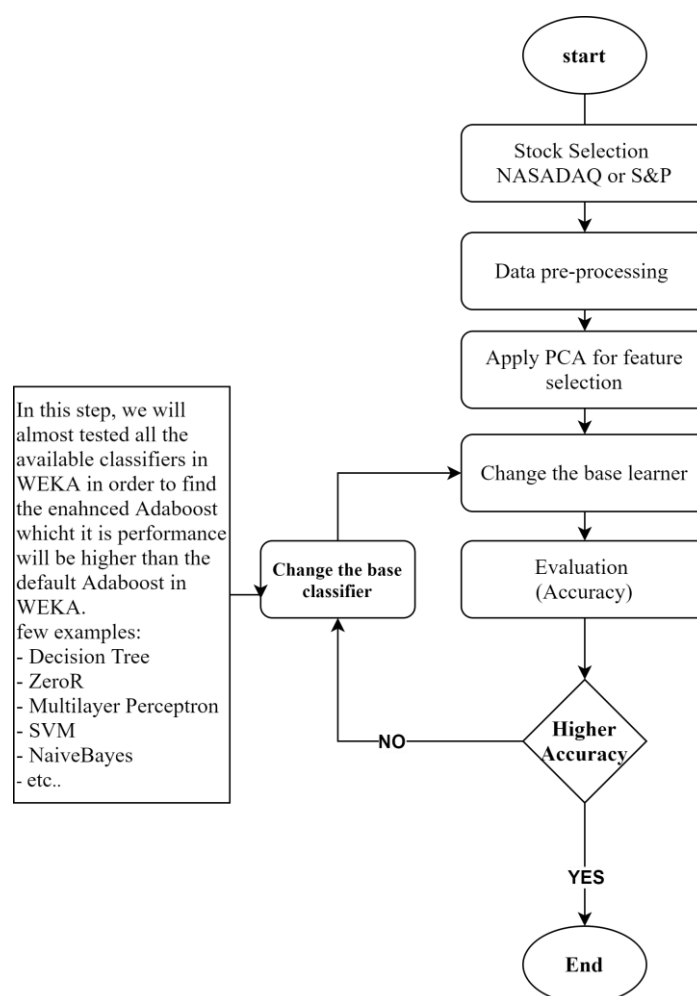 start
Stock Selection
NASADAQ or S&P
Data pre-processing
Apply PCA for feature
selection
Change the base learner
Evaluation
(Accuracy)
Higher
Accuracy
NO
YES
End
Change the base
classifier
In this step, we will
almost tested all the
available classifiers in
WEKA in order to find
the enahnced Adaboost
whicht it is performance
will be higher than the
default Adaboost in
WEKA.
few examples:
- Decision Tree
- ZeroR
- Multilayer Perceptron
- SVM
- NaiveBayes
- etc..